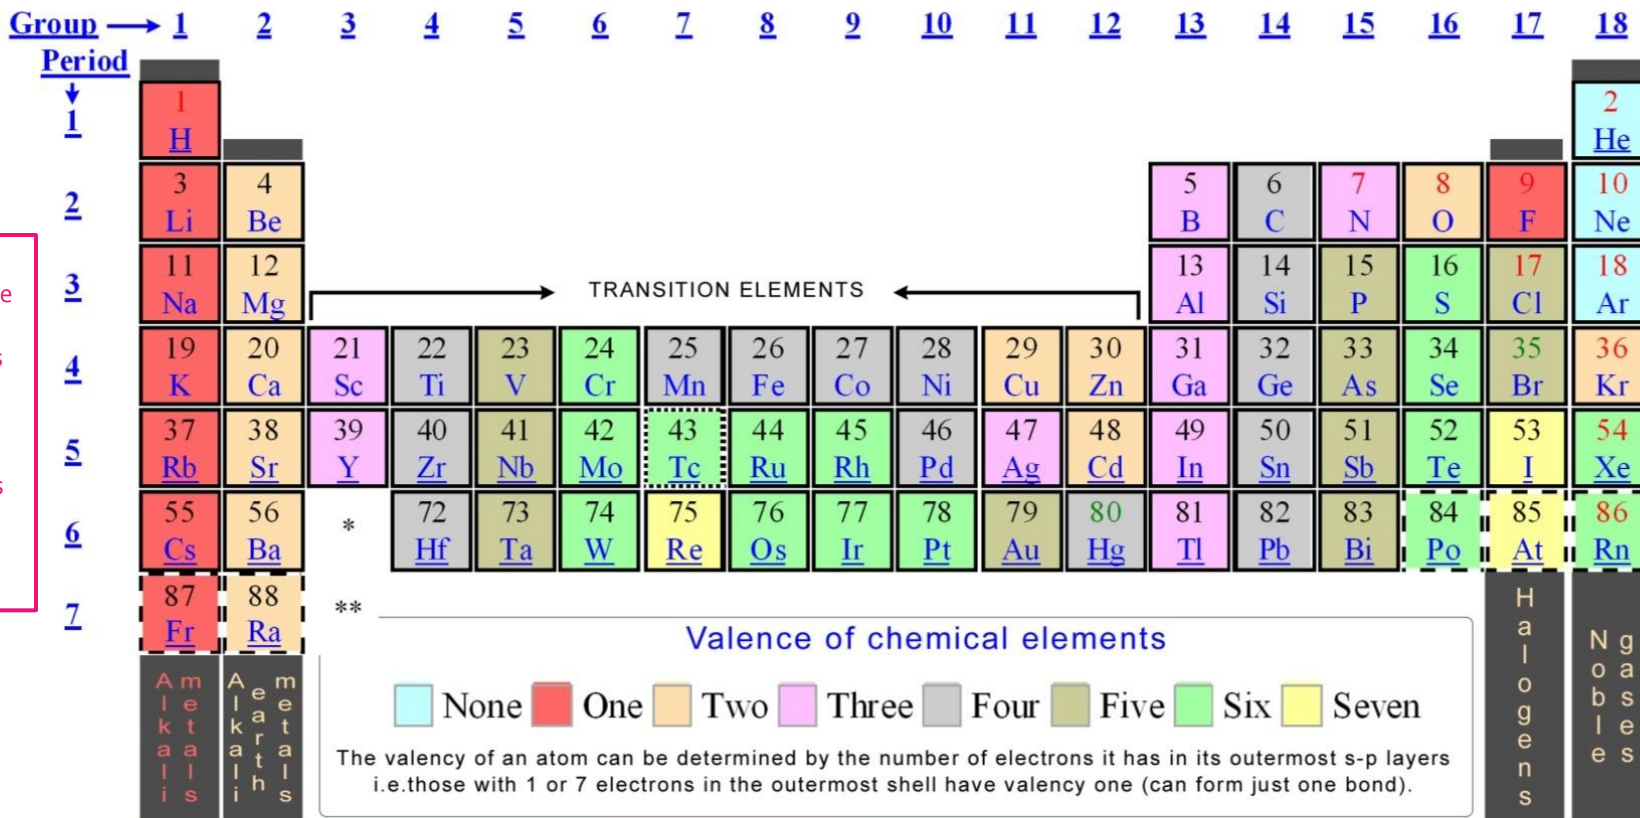 Group 1 2 3 4 5 6 7 8 9 10 11 12 13 14 15 16 17 18
Period
1
1 2
H He
2
3 4 5 6 7 8 9 10
Li Be B C N O F Ne
3
11 12 13 14 15 16 17 18
Na Mg Al Si P S Cl Ar
TRANSITION ELEMENTS
4
19 20 21 22 23 24 25 26 27 28 29 30 31 32 33 34 35 36
K Ca Sc Ti V Cr Mn Fe Co Ni Cu Zn Ga Ge As Se Br Kr
5
37 38 39 40 41 42 43 44 45 46 47 48 49 50 51 52 53 54
Rb Sr Y Zr Nb Mo Tc Ru Rh Pd Ag Cd In Sn Sb Te I Xe
6
55 56 * 72 73 74 75 76 77 78 79 80 81 82 83 84 85 86
Cs Ba Hf Ta W Re Os Ir Pt Au Hg Tl Pb Bi Po At Rn
7
87 88 **
Fr Ra
Alkali metals
Alkali earth metals
Halogens
Nobles gases
Valence of chemical elements
None One Two Three Four Five Six Seven
The valency of an atom can be determined by the number of electrons it has in its outermost s-p layers
i.e.those with 1 or 7 electrons in the outermost shell have valency one (can form just one bond).